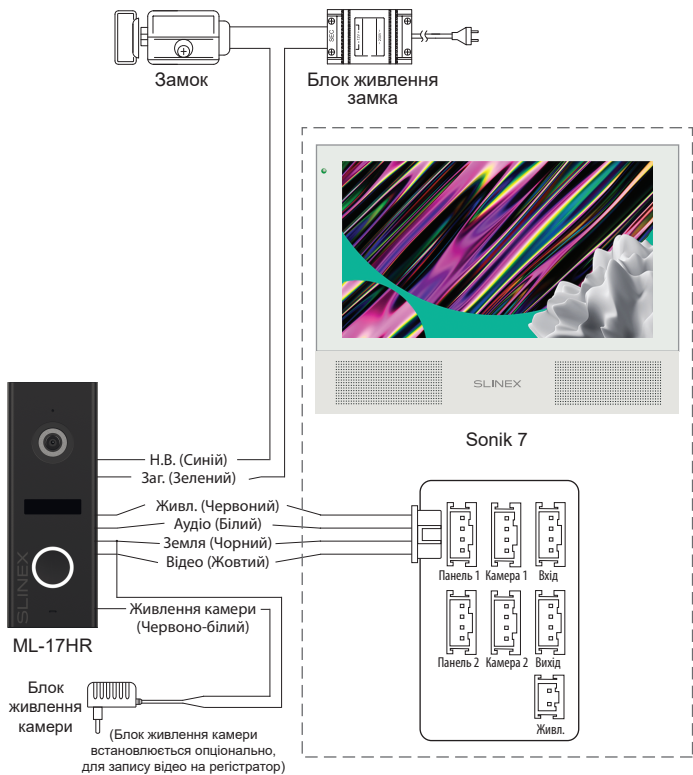 Замок
Блок живлення
замка
SEC
SLINEX
Sonik 7
Н.В. (Синій)
Заг. (Зелений)
Живл. (Червоний)
Аудіо (Білий)
Земля (Чорний)
Відео (Жовтий)
Живлення камери
(Червоно-білий)
SLINEX
ML-17HR
Панель 1
Камера 1
Вхід
Панель 2
Камера 2
Вихід
Живл.
Блок
живлення
камери
(Блок живлення камери
встановлюється опціонально,
для запису відео на регістратор)